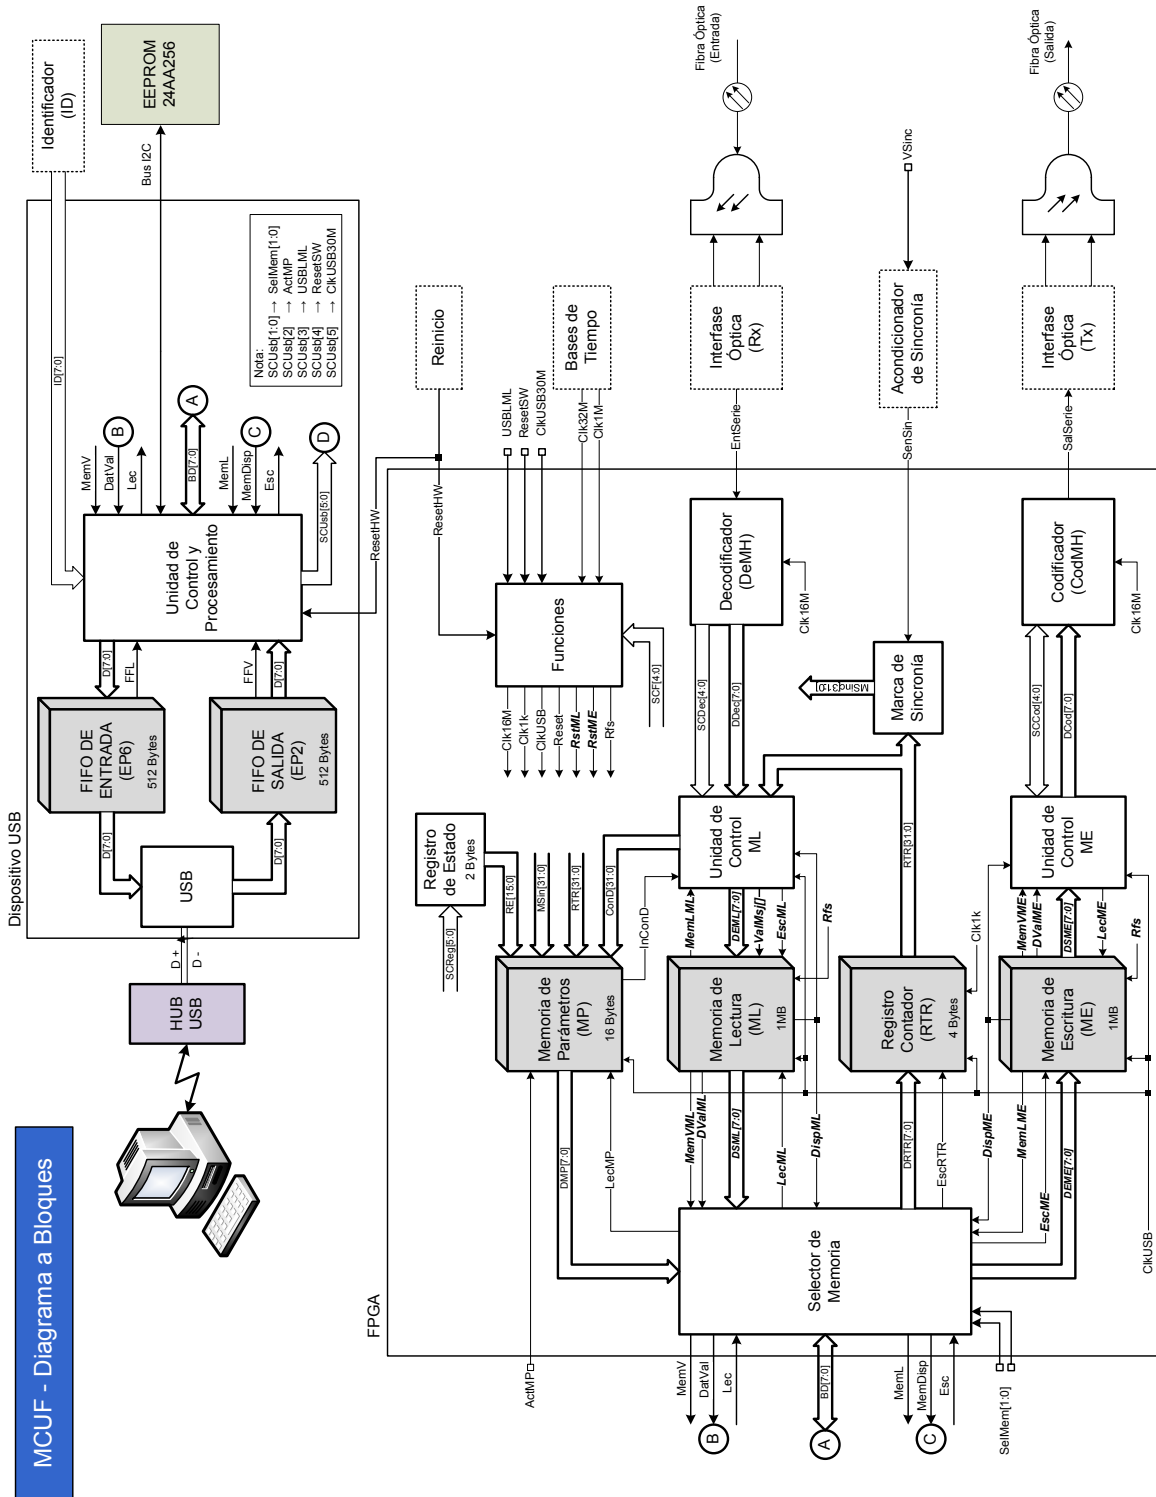 MCUF - Diagrama a Bloques
HUB
USB
D +
D -
Dispositivo USB
USB
D[7:0]
D[7:0]
FIFO DE
ENTRADA
(EP6)
512 Bytes
FIFO DE
SALIDA
(EP2)
512 Bytes
D[7:0]
FFL
FFV
D[7:0]
Unidad de
Control y
Procesamiento
ID[7:0]
Identificador
(ID)
EEPROM
24AA256
Bus I2C
MemV
DatVal
B
Lec
BD[7:0]
A
MemL
MemDisp
C
Esc
SCUsb[5:0]
D
ResetHW
Nota:
SCUsb[1:0] → SelMem[1:0]
SCUsb[2] → ActMP
SCUsb[3] → USBLML
SCUsb[4] → ResetSW
SCUsb[5] → ClkUSB30M
FPGA
Reinicio
ResetHW
USBLML
ResetSW
ClkUSB30M
Bases de
Tiempo
Clk32M
Clk1M
Funciones
SCF[4:0]
Clk16M
Clk1k
ClkUSB
Reset
RstML
RstME
Rfs
Registro
de Estado
2 Bytes
SCReg[5:0]
RE[15:0]
MSin[31:0]
RTR[31:0]
ConD[31:0]
InConD
Memoria de
Parámetros
(MP)
16 Bytes
ActMP
DMP[7:0]
LecMP
Memoria de
Lectura
(ML)
1MB
MemLML
DEML[7:0]
ValMsj[]
EscML
Rfs
MemVML
DValML
DSML[7:0]
LecML
DispML
Unidad de
Control
ML
SCDec[4:0]
DDec[7:0]
Decodificador
(DeMH)
Clk16M
EntSerie
Interfase
Óptica
(Rx)
Fibra Óptica
(Entrada)
Registro
Contador
(RTR)
4 Bytes
DRTR[7:0]
EscRTR
Clk1k
RTR[31:0]
Marca de
Sincronía
MSinc[31:0]
SenSin
Acondicionador
de Sincronía
VSinc
Memoria de
Escritura
(ME)
1MB
MemVME
DValME
DSME[7:0]
LecME
Rfs
DispME
MemLME
EscME
DEME[7:0]
ClkUSB
Unidad de
Control
ME
SCCod[4:0]
DCod[7:0]
Codificador
(CodMH)
Clk16M
SalSerie
Interfase
Óptica
(Tx)
Fibra Óptica
(Salida)
Selector de
Memoria
MemV
DatVal
B
Lec
BD[7:0]
A
MemL
MemDisp
C
Esc
SelMem[1:0]